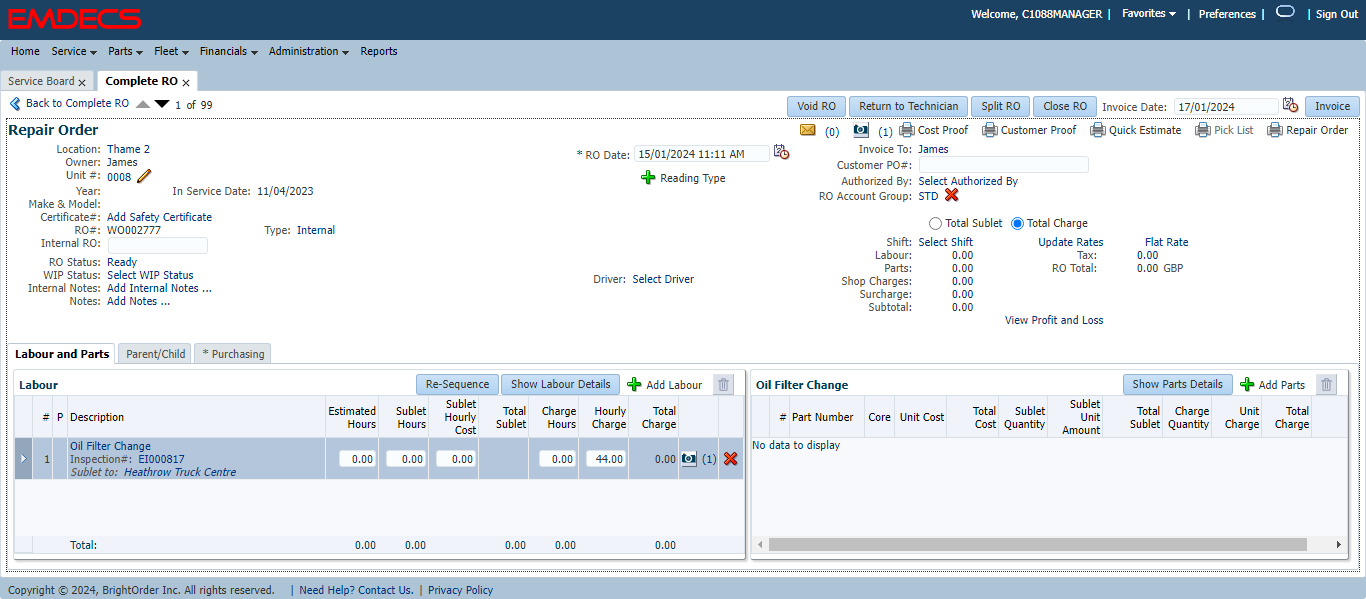 EMDECS
Welcome, C1088MANAGER | Favorites | Preferences | | Sign Out
Home Service Parts Fleet Financials Administration Reports
Service Board x Complete RO x
Back to Complete RO 1 of 99 Void RO Return to Technician Split RO Close RO Invoice Date: 17/01/2024 Invoice
Repair Order (0) (1) Cost Proof Customer Proof Quick Estimate Pick List Repair Order
Location: Thame 2 * RO Date: 15/01/2024 11:11 AM Invoice To: James
Owner: James Customer PO#:
Unit #: 0008 Reading Type Authorized By: Select Authorized By
Year: In Service Date: 11/04/2023 RO Account Group: STD
Make & Model:
Certificate#: Add Safety Certificate Total Sublet Total Charge
RO#: WO002777 Type: Internal
Internal RO: Shift: Select Shift Update Rates Flat Rate
RO Status: Ready Labour: 0.00 Tax: 0.00
WIP Status: Select WIP Status Parts: 0.00 RO Total: 0.00 GBP
Internal Notes: Add Internal Notes ... Driver: Select Driver Shop Charges: 0.00
Notes: Add Notes ... Surcharge: 0.00
Subtotal: 0.00
View Profit and Loss
Labour and Parts Parent/Child * Purchasing
Labour Re-Sequence Show Labour Details Add Labour
# P Description Estimated Hours Sublet Hours Sublet Hourly Cost Total Sublet Charge Hours Hourly Charge Total Charge
1 Oil Filter Change 0.00 0.00 0.00 0.00 44.00 0.00 (1)
Inspection#: EI000817
Sublet to: Heathrow Truck Centre
Total: 0.00 0.00 0.00 0.00 0.00
Oil Filter Change Show Parts Details Add Parts
# Part Number Core Unit Cost Total Cost Sublet Quantity Sublet Unit Amount Total Sublet Charge Quantity Unit Charge Total Charge
No data to display
Copyright © 2024, BrightOrder Inc. All rights reserved. | Need Help? Contact Us. | Privacy Policy